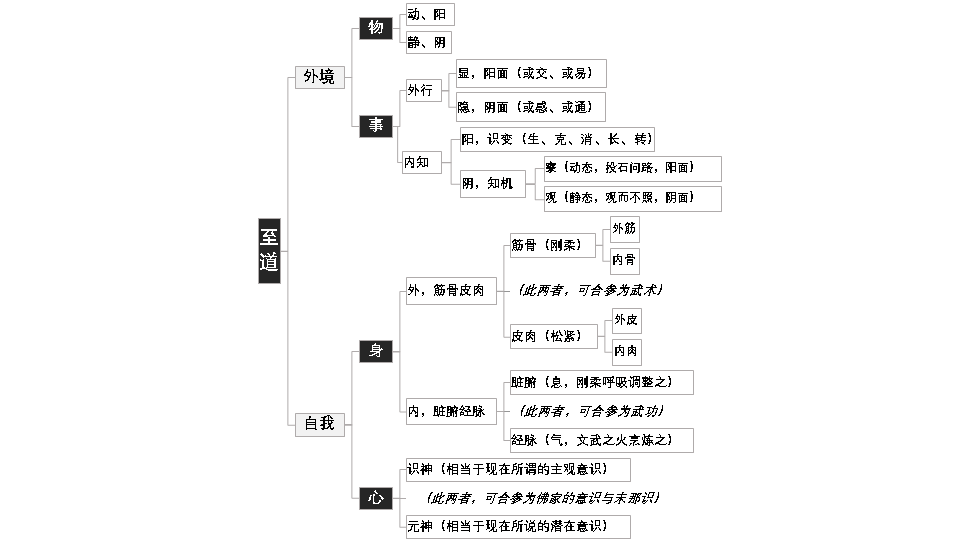 至道
外境
物
动、阳
静、阴
事
外行
显，阳面（或交、或易）
隐，阴面（或感、或通）
内知
阳，识变（生、克、消、长、转）
阴，知机
察（动态，投石问路，阳面）
观（静态，观而不照，阴面）
自我
身
外，筋骨皮肉
筋骨（刚柔）
外筋
内骨
（此两者，可合参为武术）
皮肉（松紧）
外皮
内肉
内，脏腑经脉
脏腑（息，刚柔呼吸调整之）
（此两者，可合参为武功）
经脉（气，文武之火烹炼之）
心
识神（相当于现在所谓的主观意识）
（此两者，可合参为佛家的意识与末那识）
元神（相当于现在所说的潜在意识）